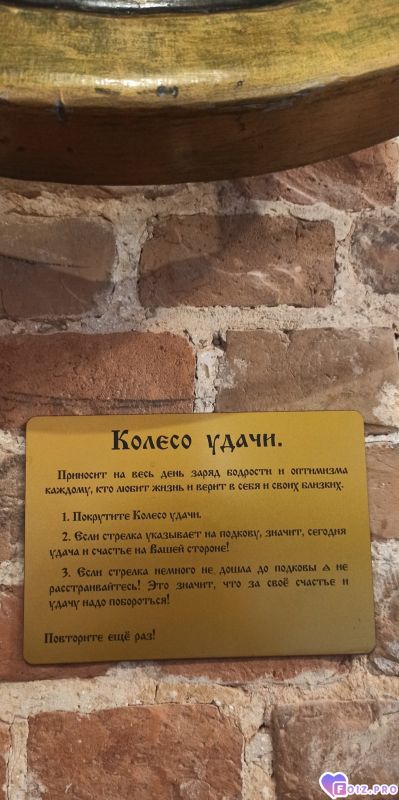 Колесо удачи.
Приносит на весь день заряд бодрости и оптимизма
каждому, кто любит жизнь и верит в себя и своих близких.
1. Покрутите Колесо удачи.
2. Если стрелка указывает на подкову, значит, сегодня
удача и счастье на Вашей стороне!
3. Если стрелка немного не дошла до подковы – не
расстраивайтесь! Это значит, что за своё счастье и
удачу надо побороться!
Повторите ещё раз!
FOIZ.PRO